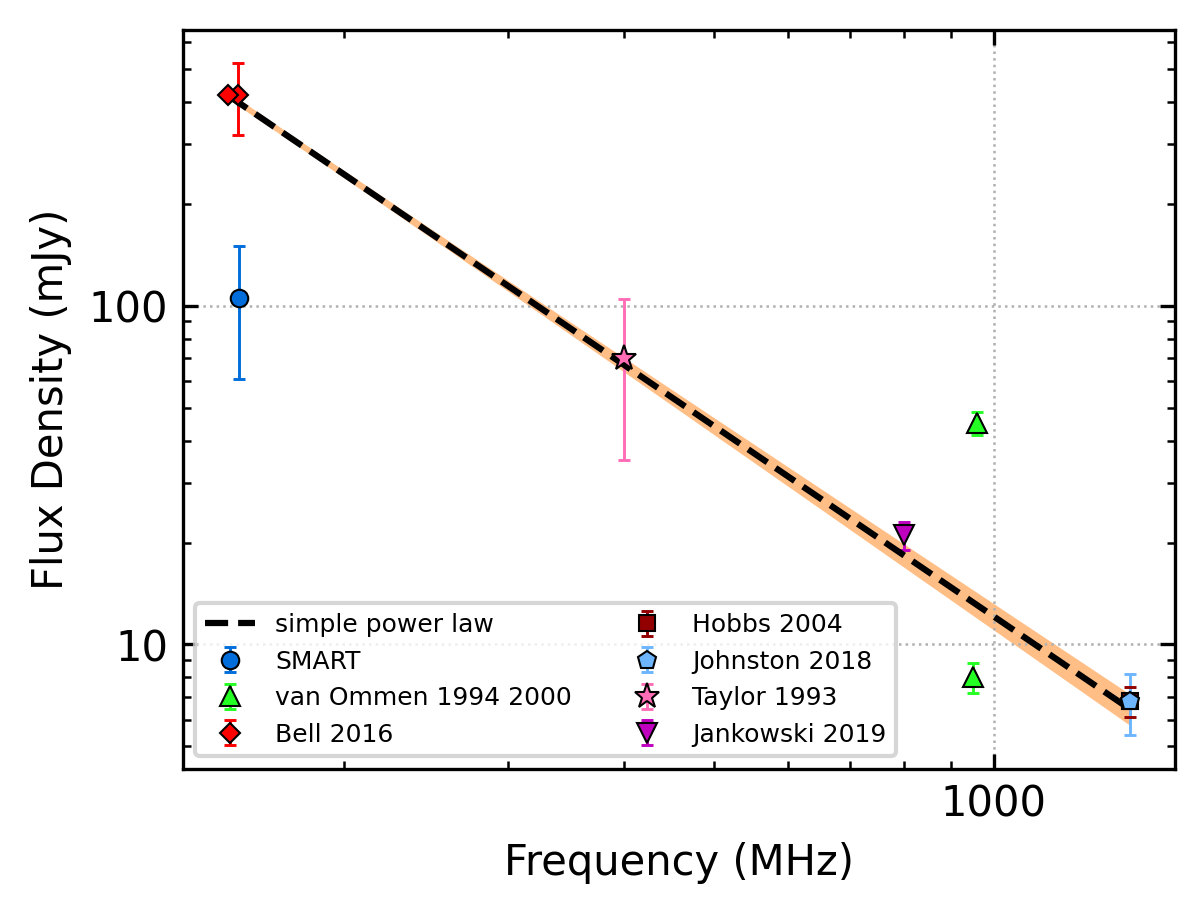 Flux Density (mJy)
100
10
simple power law
SMART
van Ommen 1994 2000
Bell 2016
Hobbs 2004
Johnston 2018
Taylor 1993
Jankowski 2019
1000
Frequency (MHz)